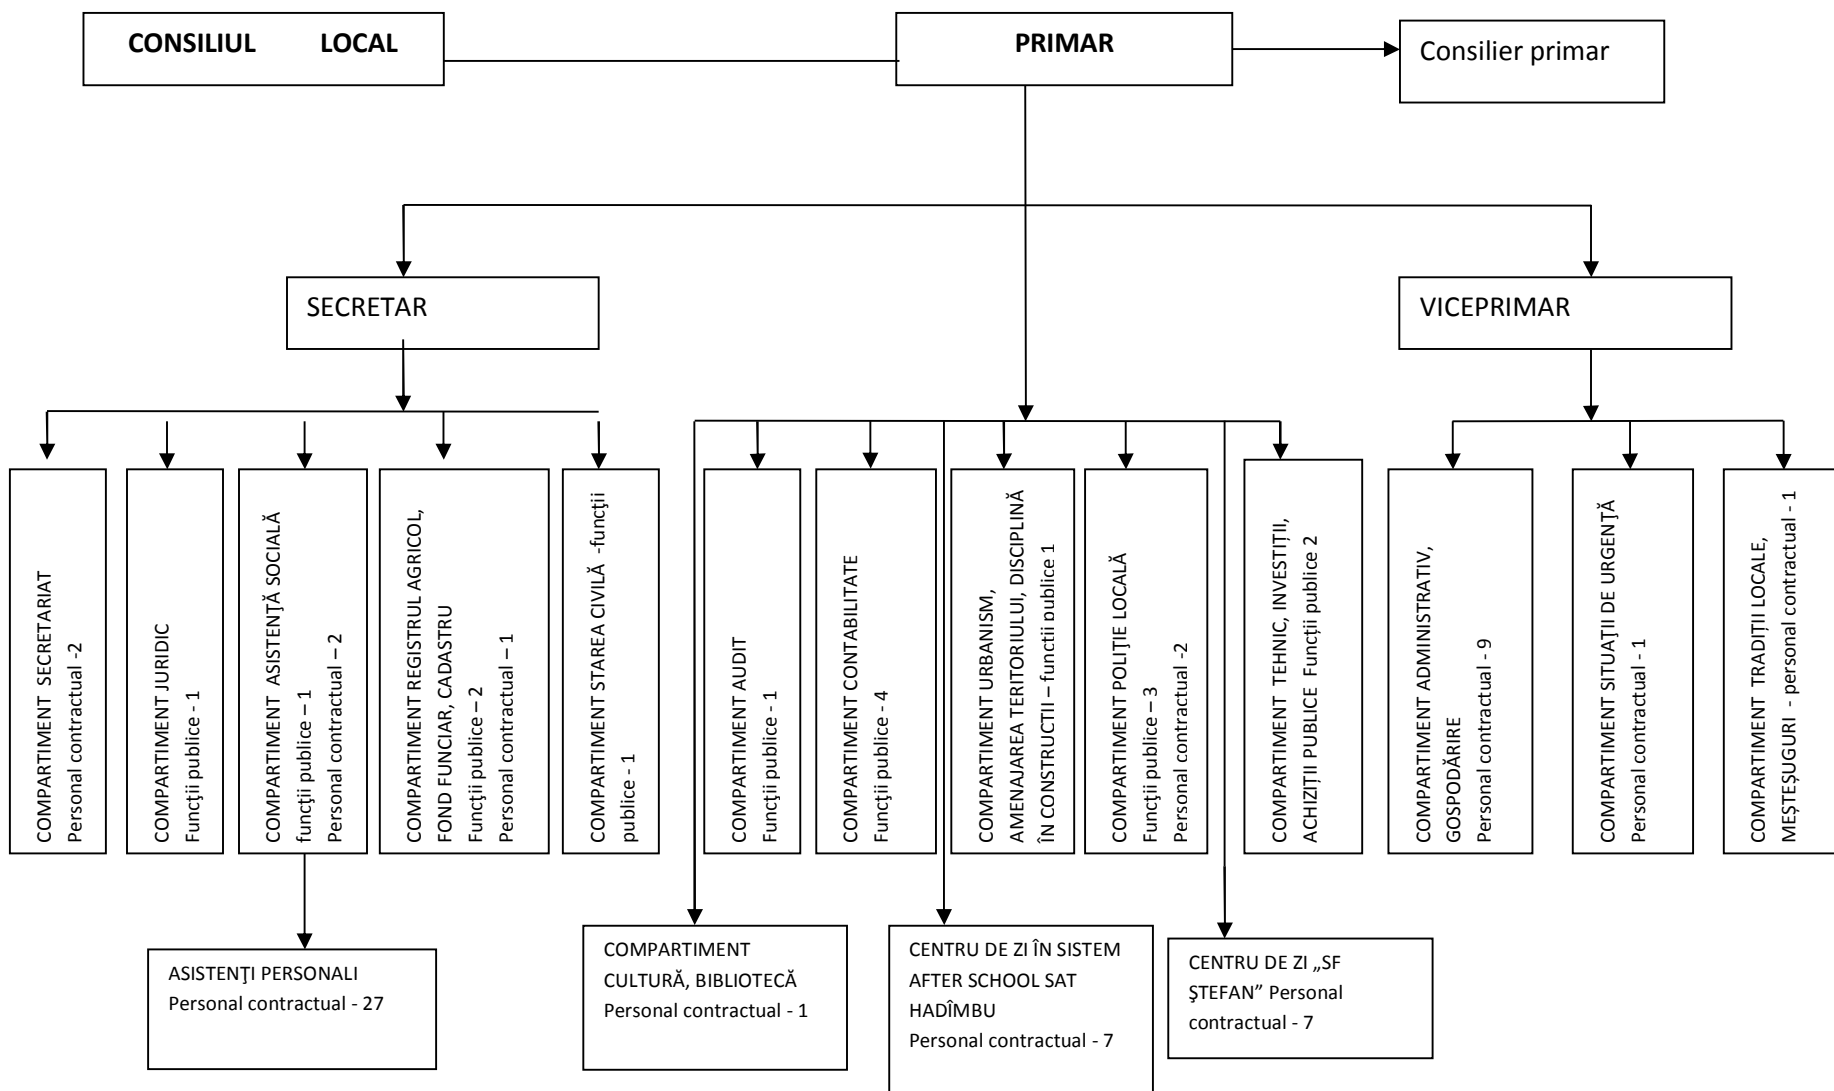 CONSILIUL LOCAL
PRIMAR
Consilier primar
SECRETAR
VICEPRIMAR
COMPARTIMENT SECRETARIAT
Personal contractual -2
COMPARTIMENT JURIDIC
Funcţii publice - 1
COMPARTIMENT ASISTENŢĂ SOCIALĂ
funcţii publice – 1
Personal contractual – 2
COMPARTIMENT REGISTRUL AGRICOL,
FOND FUNCIAR, CADASTRU
Funcţii publice – 2
Personal contractual – 1
COMPARTIMENT STAREA CIVILĂ -funcţii
publice - 1
COMPARTIMENT AUDIT
Funcţii publice - 1
COMPARTIMENT CONTABILITATE
Funcţii publice - 4
COMPARTIMENT URBANISM,
AMENAJAREA TERITORIULUI, DISCIPLINĂ
ÎN CONSTRUCTII – functii publice 1
COMPARTIMENT POLIŢIE LOCALĂ
Funcţii publice – 3
Personal contractual -2
COMPARTIMENT TEHNIC, INVESTIȚII,
ACHIZIȚII PUBLICE Funcții publice 2
COMPARTIMENT ADMINISTRATIV,
GOSPODĂRIRE
Personal contractual - 9
COMPARTIMENT SITUAŢII DE URGENŢĂ
Personal contractual - 1
COMPARTIMENT TRADIȚII LOCALE,
MEȘTEȘUGURI - personal contractual - 1
ASISTENŢI PERSONALI
Personal contractual - 27
COMPARTIMENT
CULTURĂ, BIBLIOTECĂ
Personal contractual - 1
CENTRU DE ZI ÎN SISTEM
AFTER SCHOOL SAT
HADÎMBU
Personal contractual - 7
CENTRU DE ZI „SF
ŞTEFAN” Personal
contractual - 7